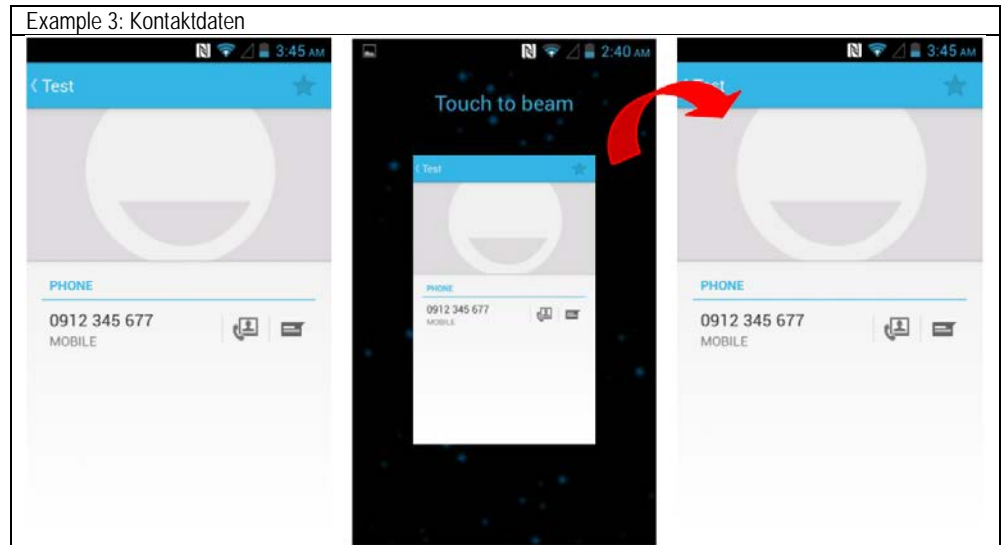 Example 3: Kontaktdaten
3:45 AM
Test
PHONE
0912 345 677
MOBILE
2:40 AM
Touch to beam
Test
PHONE
0912 345 677
MOBILE
3:45 AM
Test
PHONE
0912 345 677
MOBILE